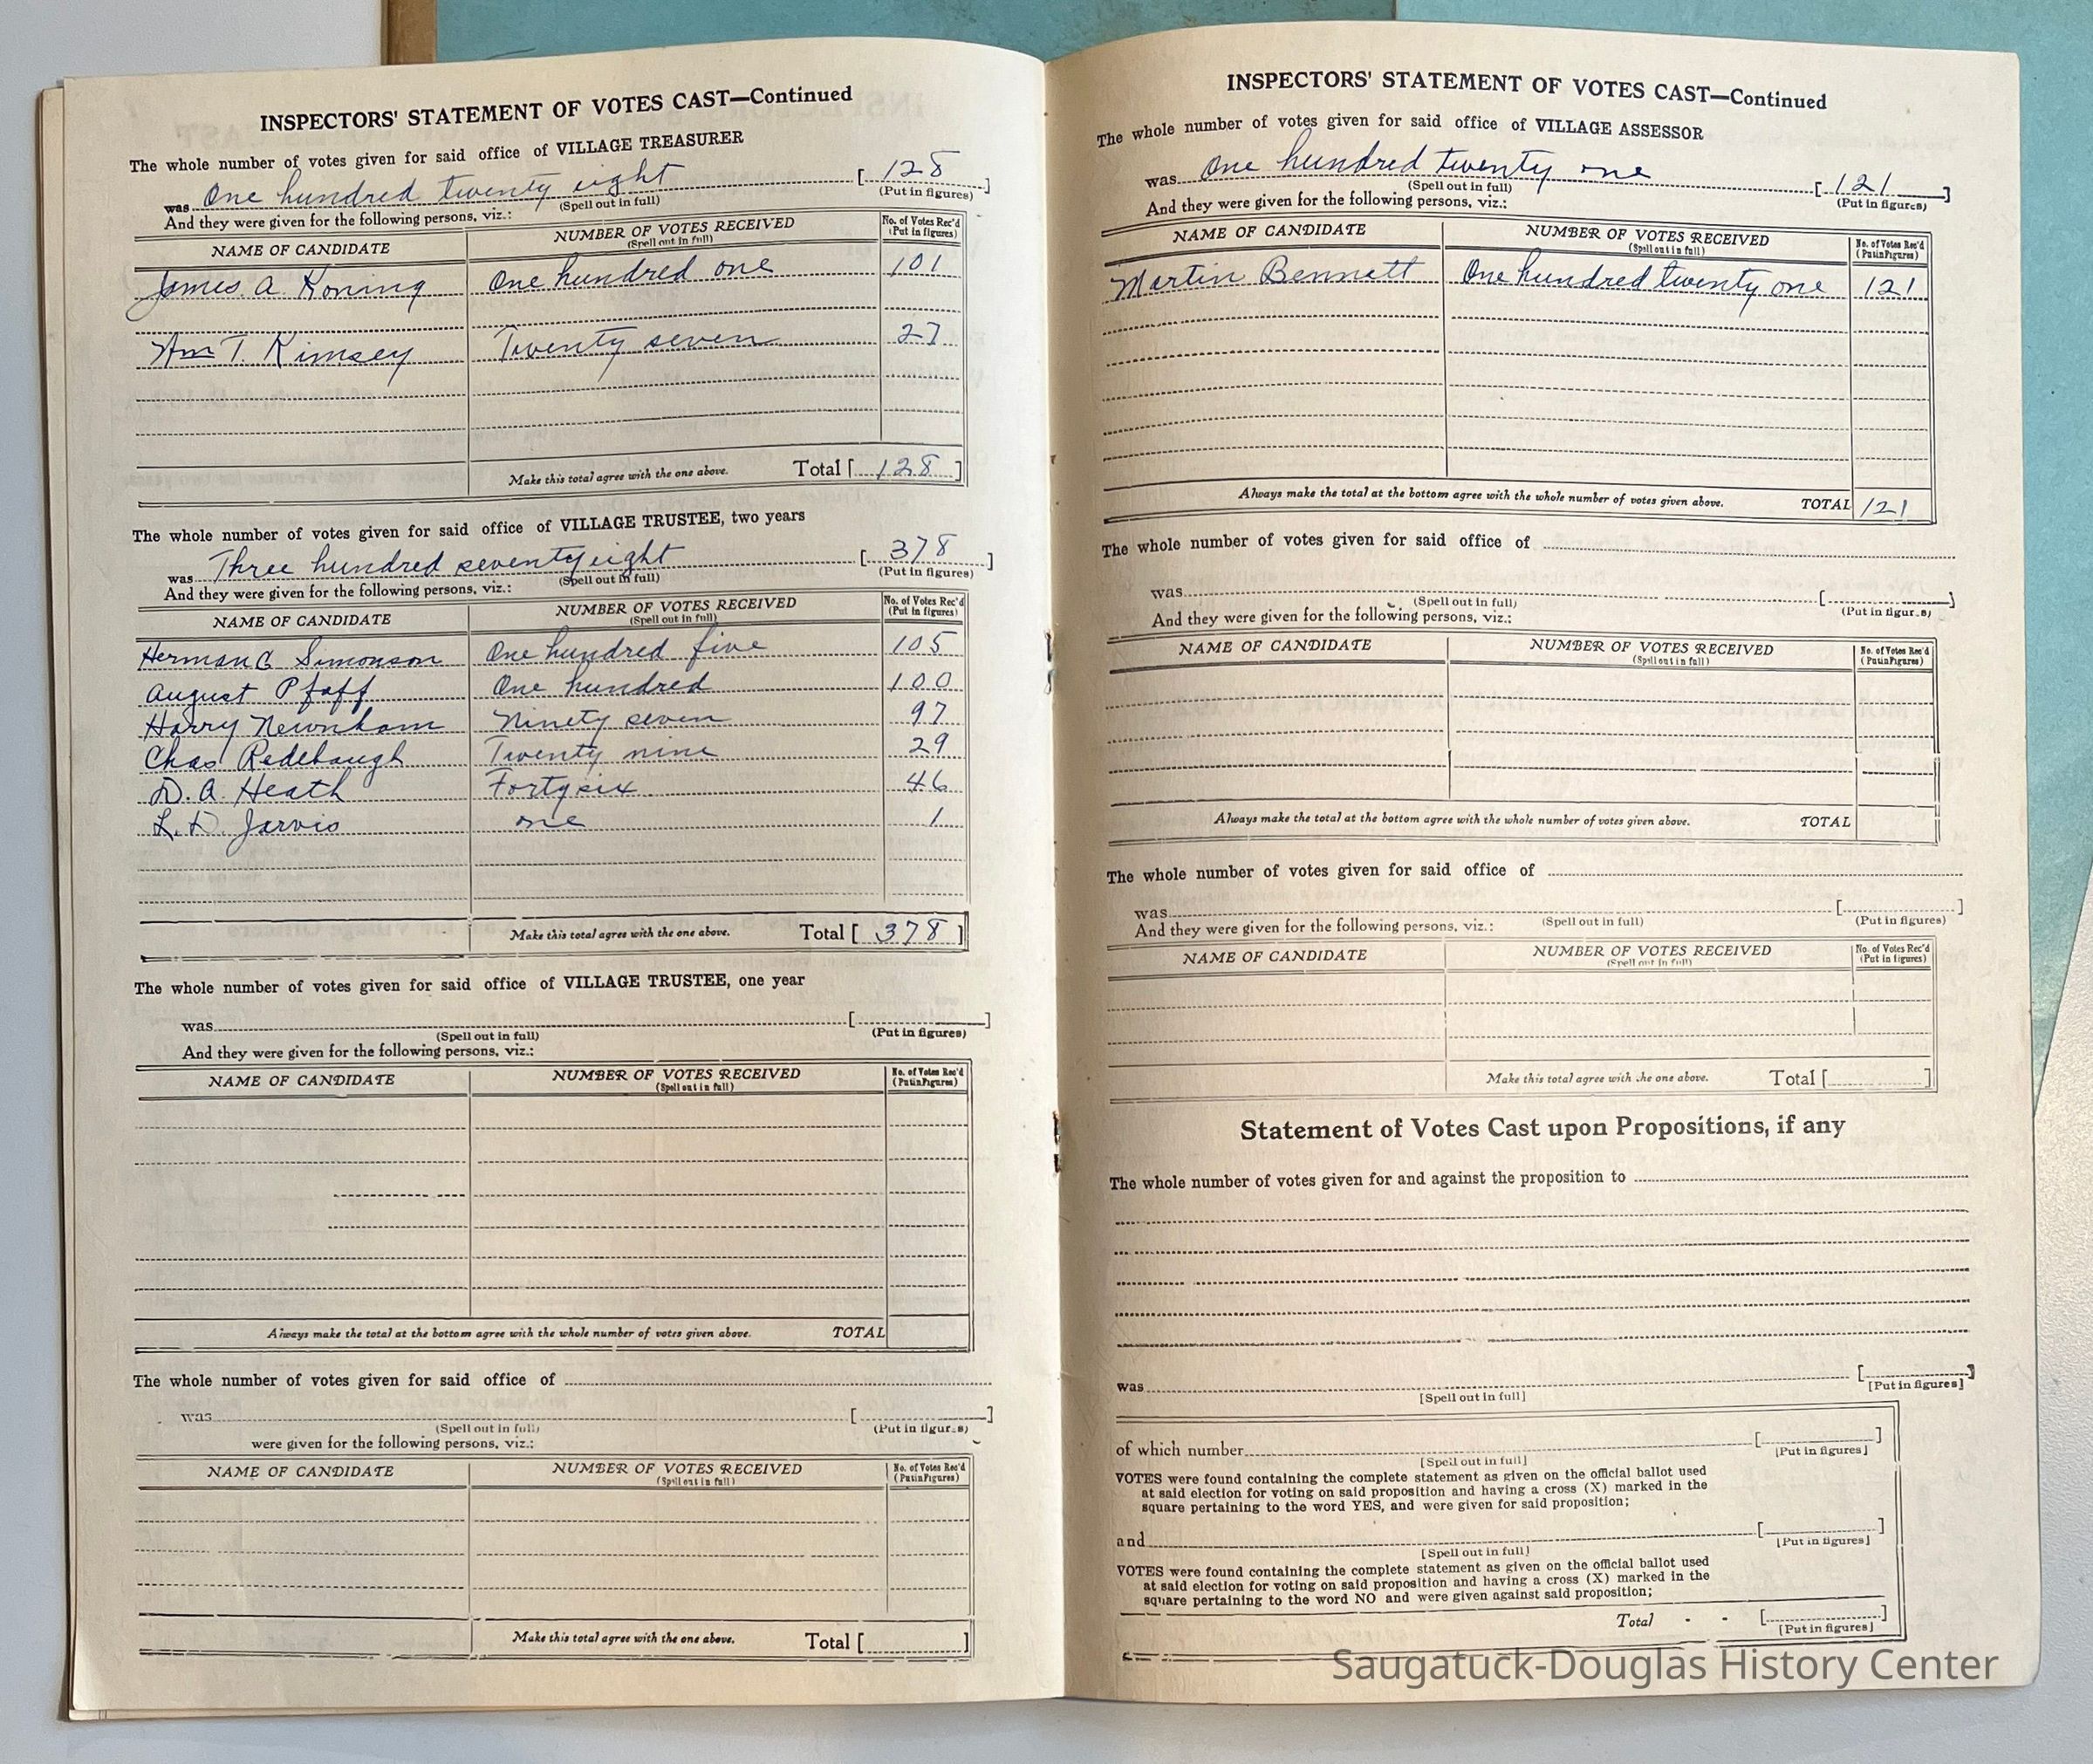 INSPECTORS' STATEMENT OF VOTES CAST—Continued
The whole number of votes given for said office of VILLAGE TREASURER
was One hundred twenty eight [ 128 ]
(Spell out in full) (Put in figures)
And they were given for the following persons, viz.:
NAME OF CANDIDATE NUMBER OF VOTES RECEIVED No. of Votes Rec'd
(Spell out in full) (Put in figures)
James A. Koning One hundred one 101
Wm T. Kimsey Twenty seven 27
Make this total agree with the one above. Total [ 128 ]
The whole number of votes given for said office of VILLAGE TRUSTEE, two years
was Three hundred seventy eight [ 378 ]
(Spell out in full) (Put in figures)
And they were given for the following persons, viz.:
NAME OF CANDIDATE NUMBER OF VOTES RECEIVED No. of Votes Rec'd
(Spell out in full) (Put in figures)
Herman G Simonson One hundred five 105
August Pfaff One hundred 100
Harry Newnham Ninety seven 97
Chas Redebaugh Twenty nine 29
D. A. Heath Forty six 46
L. D. Jarvis one 1
Make this total agree with the one above. Total [ 378 ]
The whole number of votes given for said office of VILLAGE TRUSTEE, one year
was [ ]
(Spell out in full) (Put in figures)
And they were given for the following persons, viz.:
NAME OF CANDIDATE NUMBER OF VOTES RECEIVED No. of Votes Rec'd
(Spell out in full) (Put in Figures)
Always make the total at the bottom agree with the whole number of votes given above. TOTAL
The whole number of votes given for said office of
was [ ]
(Spell out in full) (Put in figures)
were given for the following persons, viz.:
NAME OF CANDIDATE NUMBER OF VOTES RECEIVED No. of Votes Rec'd
(Spell out in full) (Put in Figures)
Make this total agree with the one above. Total [ ]
INSPECTORS' STATEMENT OF VOTES CAST—Continued
The whole number of votes given for said office of VILLAGE ASSESSOR
was One hundred twenty one [ 121 ]
(Spell out in full) (Put in figures)
And they were given for the following persons, viz.:
NAME OF CANDIDATE NUMBER OF VOTES RECEIVED No. of Votes Rec'd
(Spell out in full) (Put in Figures)
Martin Bennett One hundred twenty one 121
Always make the total at the bottom agree with the whole number of votes given above. TOTAL 121
The whole number of votes given for said office of
was [ ]
(Spell out in full) (Put in figures)
And they were given for the following persons, viz.:
NAME OF CANDIDATE NUMBER OF VOTES RECEIVED No. of Votes Rec'd
(Spell out in full) (Put in Figures)
Always make the total at the bottom agree with the whole number of votes given above. TOTAL
The whole number of votes given for said office of
was [ ]
And they were given for the following persons, viz.: (Spell out in full) (Put in figures)
NAME OF CANDIDATE NUMBER OF VOTES RECEIVED No. of Votes Rec'd
(Spell out in full) (Put in figures)
Make this total agree with the one above. Total [ ]
Statement of Votes Cast upon Propositions, if any
The whole number of votes given for and against the proposition to
was [ ]
[Spell out in full] [Put in figures]
of which number [ ]
[Spell out in full] [Put in figures]
VOTES were found containing the complete statement as given on the official ballot used
at said election for voting on said proposition and having a cross (X) marked in the
square pertaining to the word YES, and were given for said proposition;
and [ ]
[Spell out in full] [Put in figures]
VOTES were found containing the complete statement as given on the official ballot used
at said election for voting on said proposition and having a cross (X) marked in the
square pertaining to the word NO and were given against said proposition;
Total - - [ ]
[Put in figures]
Saugatuck-Douglas History Center